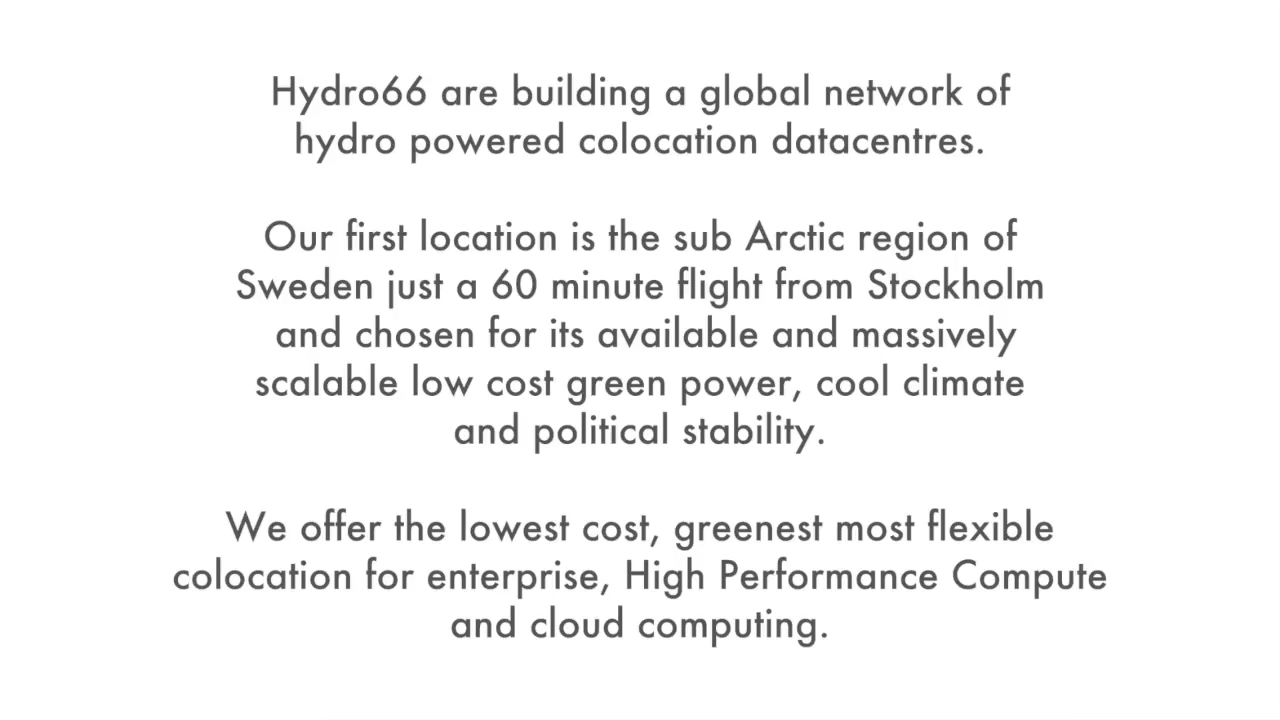 Hydro66 are building a global network of
hydro powered colocation datacentres.
Our first location is the sub Arctic region of
Sweden just a 60 minute flight from Stockholm
and chosen for its available and massively
scalable low cost green power, cool climate
and political stability.
We offer the lowest cost, greenest most flexible
colocation for enterprise, High Performance Compute
and cloud computing.